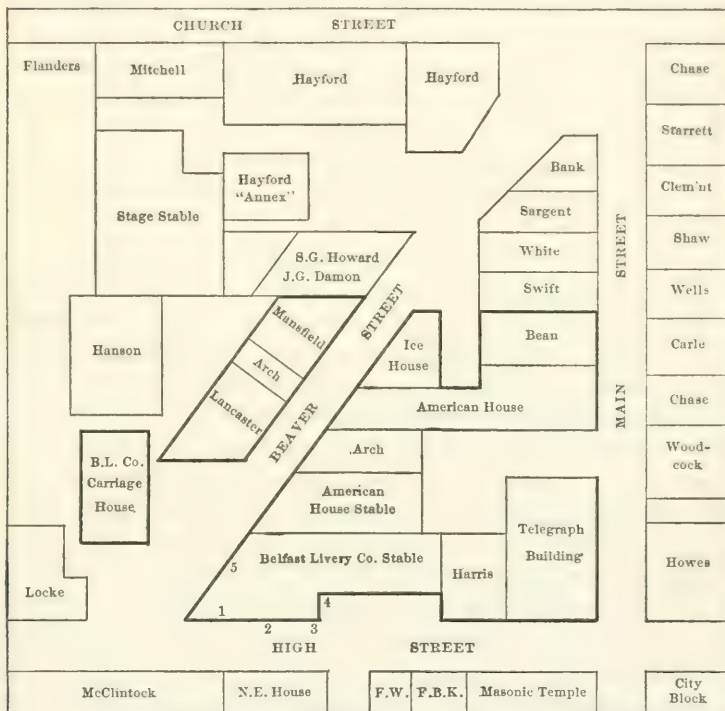 CHURCH STREET
Flanders
Mitchell
Hayford
Hayford
Chase
Starrett
Clem'nt
Shaw
Wells
Carle
Chase
Wood-
cock
Howes
Stage Stable
Hayford
"Annex"
Bank
Sargent
White
Swift
Bean
MAIN STREET
S.G. Howard
J.G. Damon
BEAVER STREET
Mansfield
Arch
Lancaster
Ice
House
American House
Hanson
B.L. Co.
Carriage
House
Arch
American
House Stable
Telegraph
Building
Belfast Livery Co. Stable
Harris
Locke
5
4
1
2
3
HIGH STREET
McClintock
N.E. House
F.W.
F.B.K.
Masonic Temple
City
Block